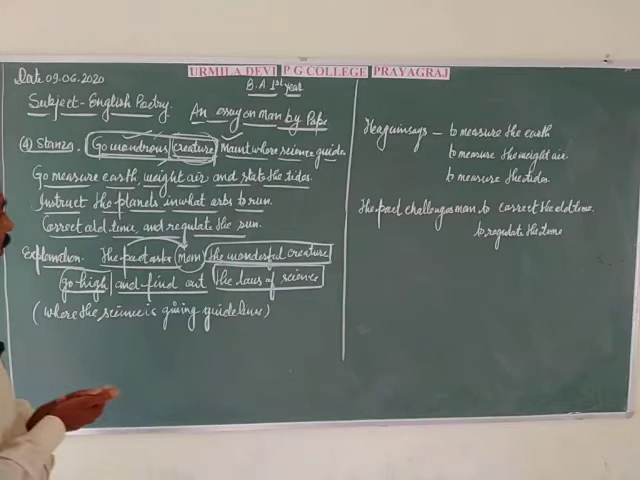 URMILA DEVI P G COLLEGE PRAYAGRAJ
Date 09.06.2020
B.A 1st year
Subject-English Poetry.
An essay on man by Pope
(4) Stanza. Go wondrous creature Mount where science guide.
Go measure earth, weight air and state the tides.
Instruct the planets in what arbs to run.
Correct old time, and regulate the sun.
Explanation. The poet asks man the wonderful creature
go high and find out the laws of science
(where the science is giving guideline)
He again says - to measure the earth
to measure the weight air.
to measure the tides.
The poet challenges man to correct the old time.
to regulate the time